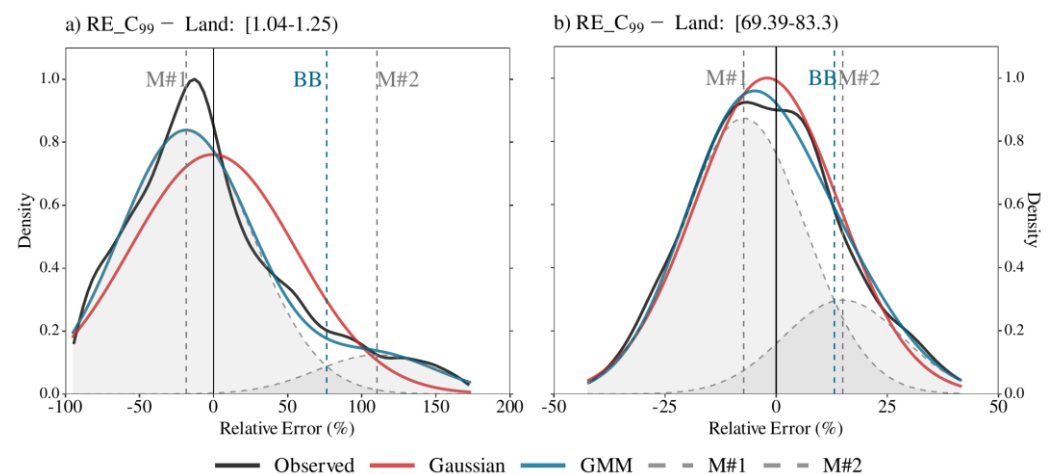 a) RE_C₉₉ − Land: [1.04-1.25)
b) RE_C₉₉ − Land: [69.39-83.3)
M#1
BB
M#2
M#1
BB
M#2
1.0
0.8
0.6
0.4
0.2
0.0
Density
1.0
0.8
0.6
0.4
0.2
0.0
Density
-100
-50
0
50
100
150
200
-50
-25
0
25
50
Relative Error (%)
Relative Error (%)
Observed
Gaussian
GMM
M#1
M#2